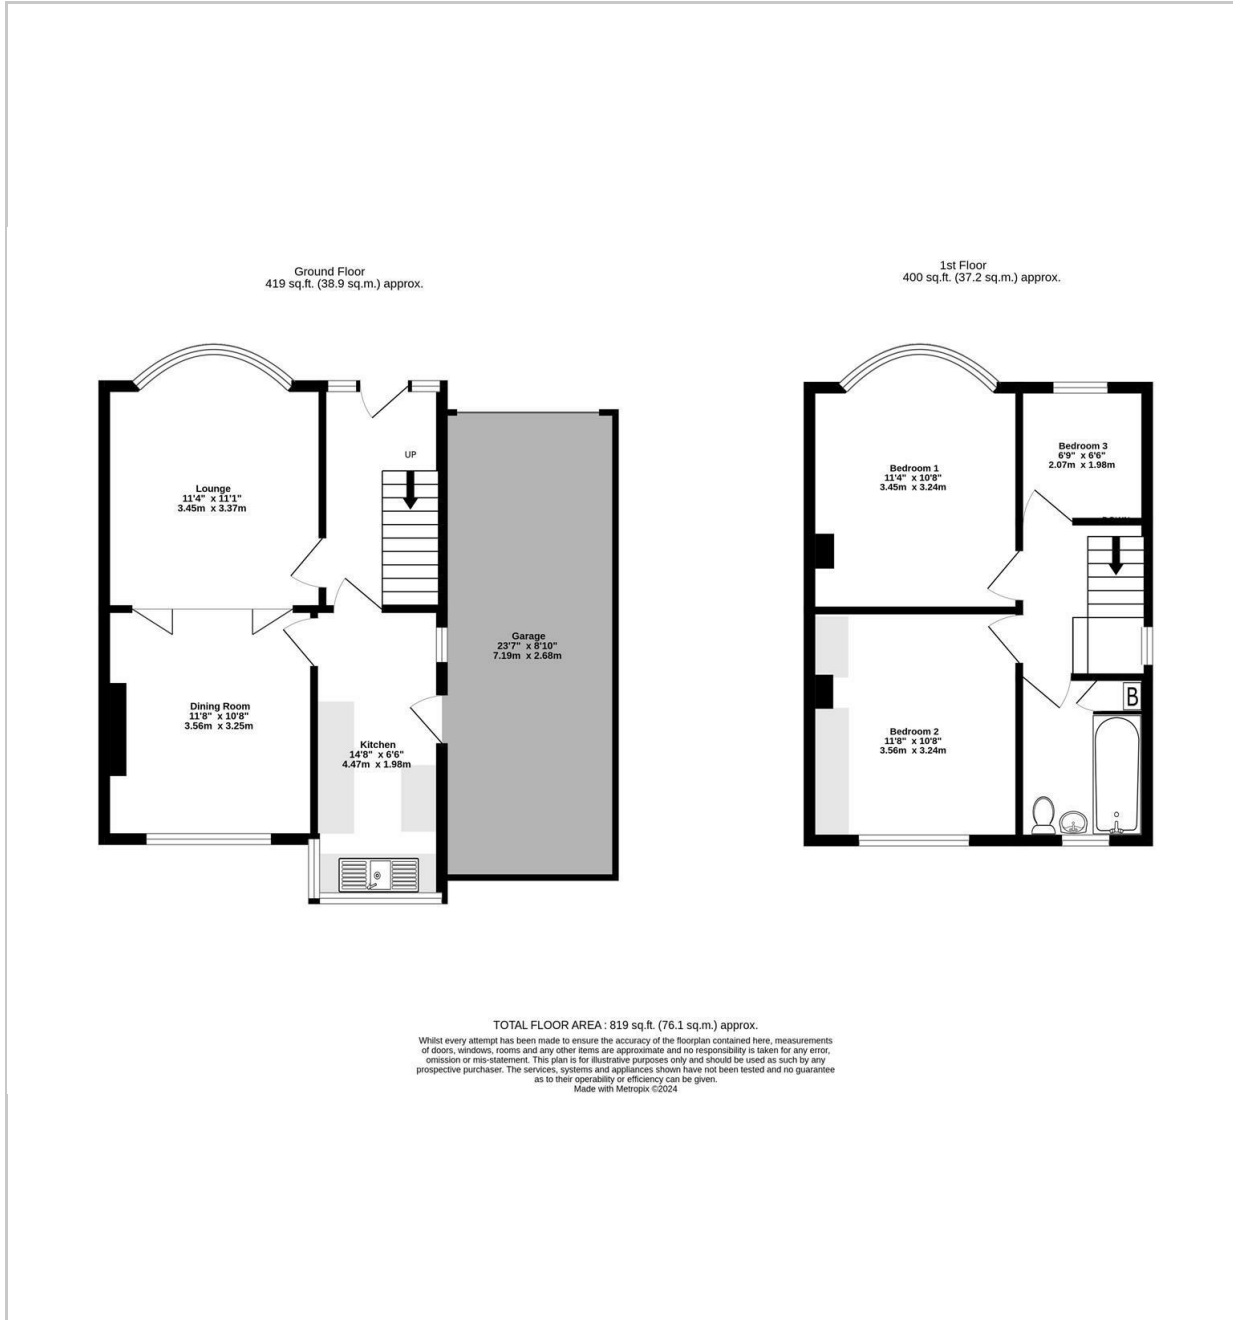 Ground Floor
419 sq.ft. (38.9 sq.m.) approx.
1st Floor
400 sq.ft. (37.2 sq.m.) approx.
UP
Lounge
11'4" x 11'1"
3.45m x 3.37m
Dining Room
11'8" x 10'8"
3.56m x 3.25m
Kitchen
14'8" x 6'6"
4.47m x 1.98m
Garage
23'7" x 8'10"
7.19m x 2.68m
Bedroom 1
11'4" x 10'8"
3.45m x 3.24m
Bedroom 3
6'9" x 6'6"
2.07m x 1.98m
Bedroom 2
11'8" x 10'8"
3.56m x 3.24m
B
TOTAL FLOOR AREA : 819 sq.ft. (76.1 sq.m.) approx.
Whilst every attempt has been made to ensure the accuracy of the floorplan contained here, measurements
of doors, windows, rooms and any other items are approximate and no responsibility is taken for any error,
omission or mis-statement. This plan is for illustrative purposes only and should be used as such by any
prospective purchaser. The services, systems and appliances shown have not been tested and no guarantee
as to their operability or efficiency can be given.
Made with Metropix ©2024